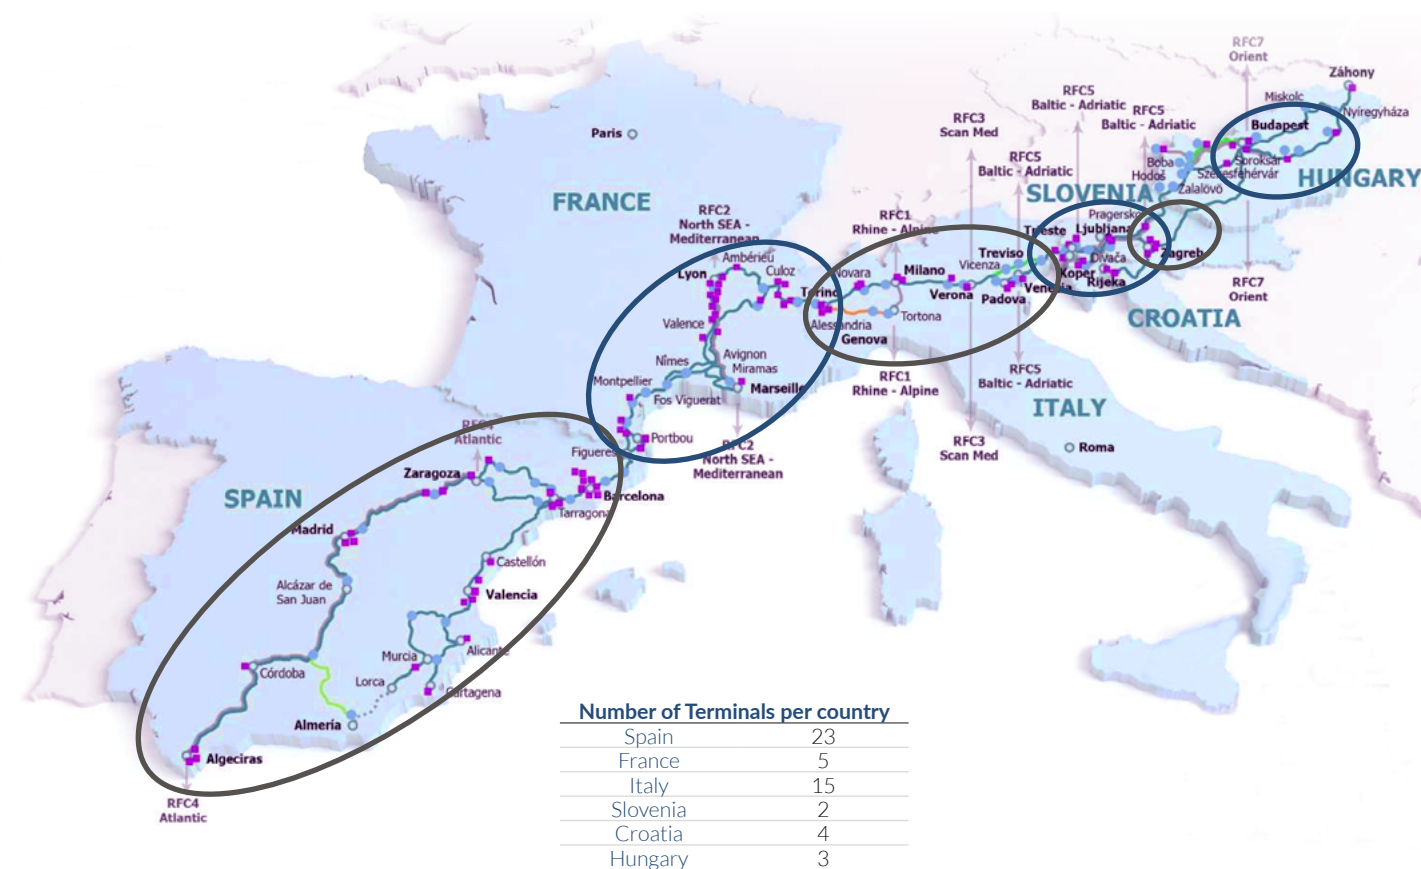 RFC7
Orient
Záhony
Miskolc
Nyíregyháza
RFC5
Baltic - Adriatic
RFC5
Baltic - Adriatic
RFC3
Scan Med
Budapest
Paris
RFC5
Baltic - Adriatic
Boba
Soroksár
Hodoš
Székesfehérvár
HUNGARY
Zalalövő
SLOVENIA
FRANCE
RFC2
North SEA -
Mediterranean
RFC1
Rhine - Alpine
Pragersko
Trieste
Ljubljana
Zagreb
Ambérieu
Culoz
Lyon
Novara
Milano
Treviso
Vicenza
Divača
Koper
Rijeka
Torino
Verona
Padova
Venezia
RFC7
Orient
Valence
Alessandria
Tortona
Genova
CROATIA
Nîmes
Avignon
Miramas
Montpellier
Marseille
Fos Viguerat
RFC1
Rhine - Alpine
RFC5
Baltic - Adriatic
ITALY
RFC4
Atlantic
Portbou
Figueres
RFC2
North SEA -
Mediterranean
RFC3
Scan Med
Roma
Zaragoza
SPAIN
Barcelona
Tarragona
Madrid
Castellón
Alcázar de
San Juan
Valencia
Murcia
Alicante
Córdoba
Lorca
Cartagena
Almería
Algeciras
RFC4
Atlantic
Number of Terminals per country
Spain 23
France 5
Italy 15
Slovenia 2
Croatia 4
Hungary 3